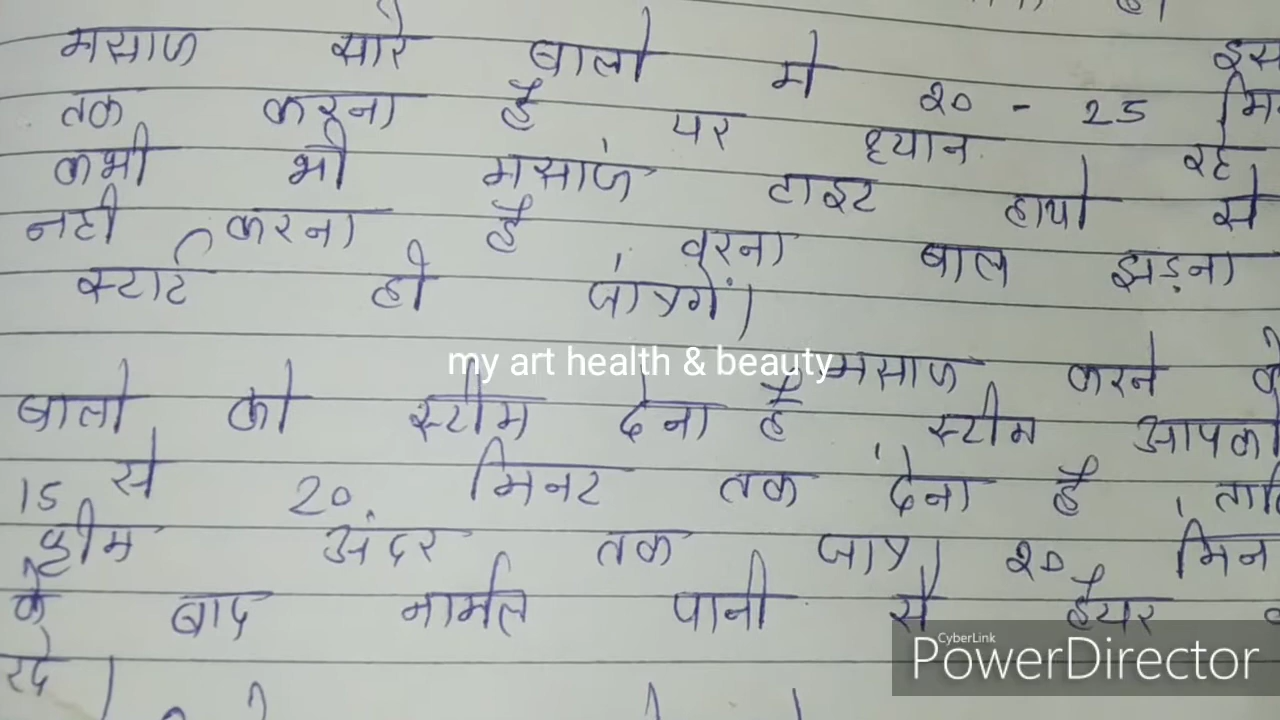 मसाज सारे बालो मे इस
तक करना है 20 - 25
कभी भी पर ध्यान रहे
मसाज टाइट हाथो से
नही करना है वरना बाल झड़ना
स्टार्ट हो जाएगें।
my art health & beauty
मसाज करने के
बालो को स्टीम देना है स्टीम आपको
15 से 20 मिनट तक देना है,
क्रीम अंदर तक जाए। 20
के बाद नार्मल पानी से हेयर
CyberLink
PowerDirector